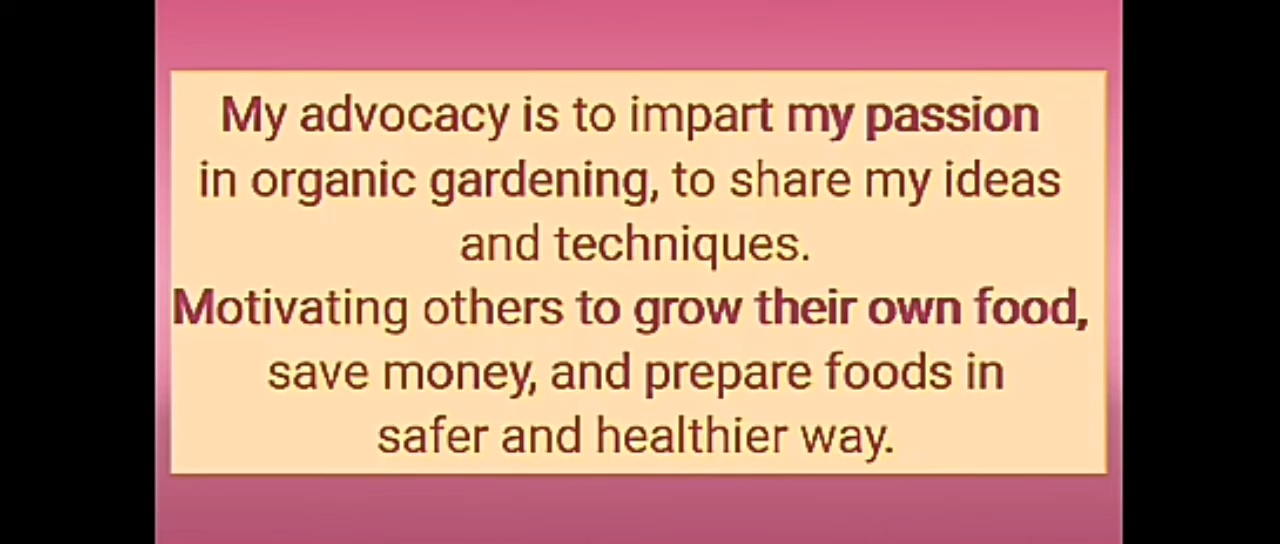 My advocacy is to impart my passion
in organic gardening, to share my ideas
and techniques.
Motivating others to grow their own food,
save money, and prepare foods in
safer and healthier way.